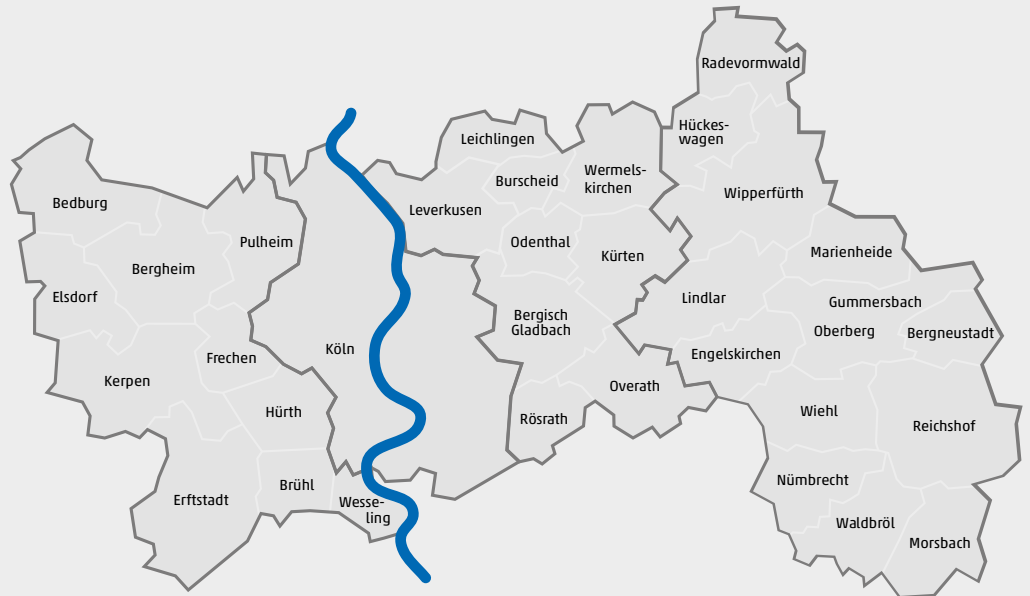 Radevormwald
Hückes-
wagen
Leichlingen
Wermels-
kirchen
Burscheid
Wipperfürth
Bedburg
Leverkusen
Pulheim
Odenthal
Kürten
Marienheide
Bergheim
Elsdorf
Lindlar
Gummersbach
Bergisch
Gladbach
Oberberg
Bergneustadt
Köln
Frechen
Engelskirchen
Kerpen
Overath
Hürth
Rösrath
Wiehl
Reichshof
Brühl
Nümbrecht
Erftstadt
Wesse-
ling
Waldbröl
Morsbach